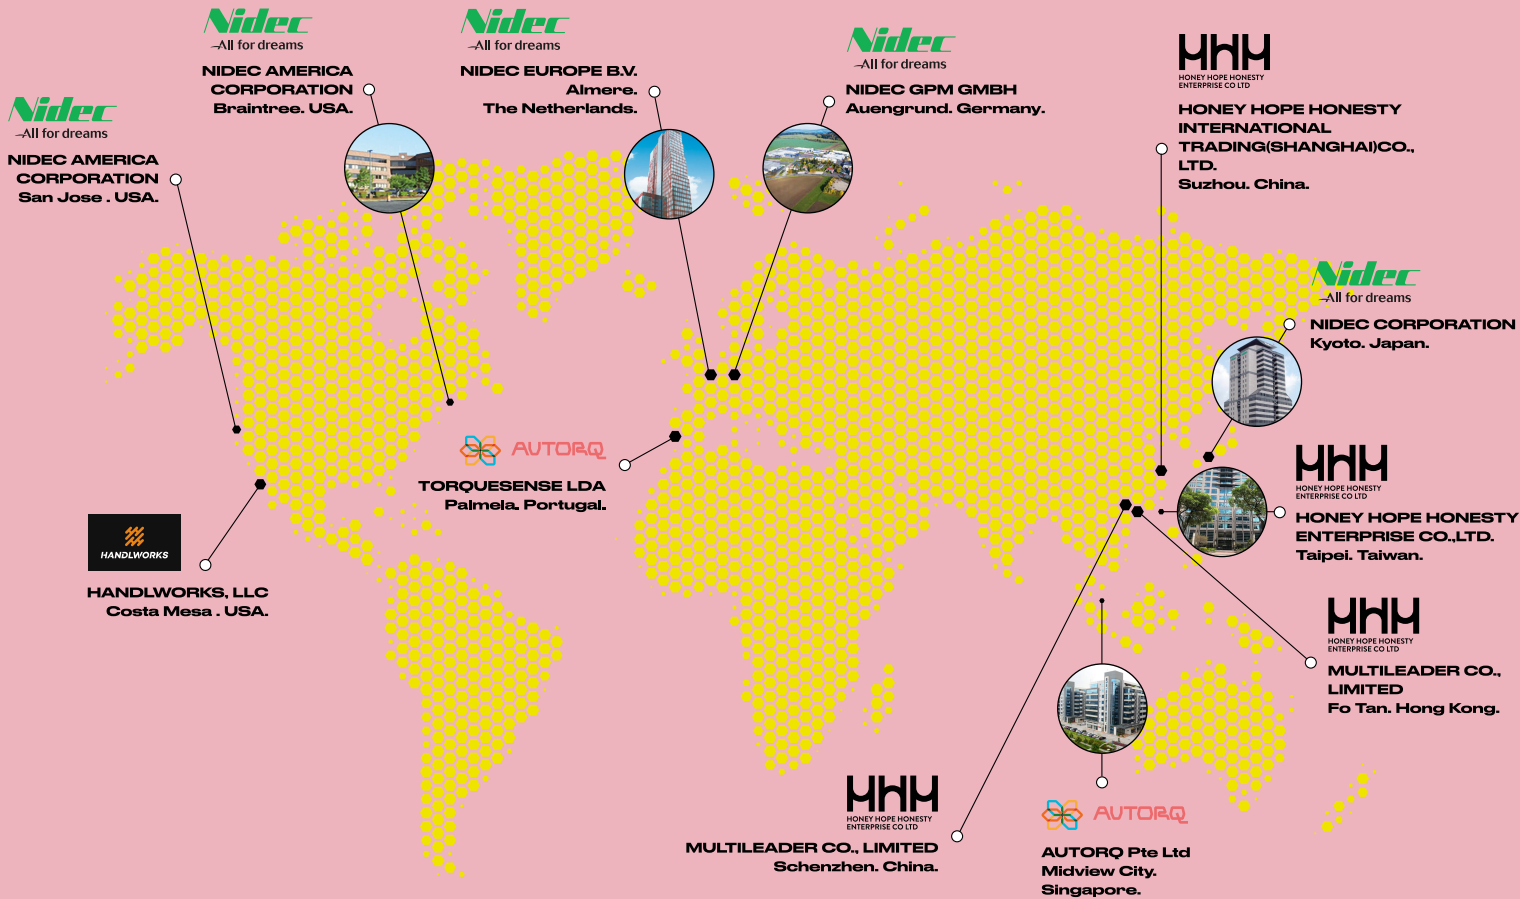 Nidec
All for dreams
NIDEC AMERICA
CORPORATION
Braintree. USA.
Nidec
All for dreams
NIDEC EUROPE B.V.
Almere.
The Netherlands.
Nidec
All for dreams
NIDEC GPM GMBH
Auengrund. Germany.
HHH
HONEY HOPE HONESTY
ENTERPRISE CO LTD
HONEY HOPE HONESTY
INTERNATIONAL
TRADING(SHANGHAI)CO.,
LTD.
Suzhou. China.
Nidec
All for dreams
NIDEC AMERICA
CORPORATION
San Jose . USA.
Nidec
All for dreams
NIDEC CORPORATION
Kyoto. Japan.
AUTORQ
TORQUESENSE LDA
Palmela. Portugal.
HHH
HONEY HOPE HONESTY
ENTERPRISE CO LTD
HONEY HOPE HONESTY
ENTERPRISE CO.,LTD.
Taipei. Taiwan.
HANDLWORKS
HANDLWORKS, LLC
Costa Mesa . USA.
HHH
HONEY HOPE HONESTY
ENTERPRISE CO LTD
MULTILEADER CO.,
LIMITED
Fo Tan. Hong Kong.
HHH
HONEY HOPE HONESTY
ENTERPRISE CO LTD
MULTILEADER CO., LIMITED
Schenzhen. China.
AUTORQ
AUTORQ Pte Ltd
Midview City.
Singapore.